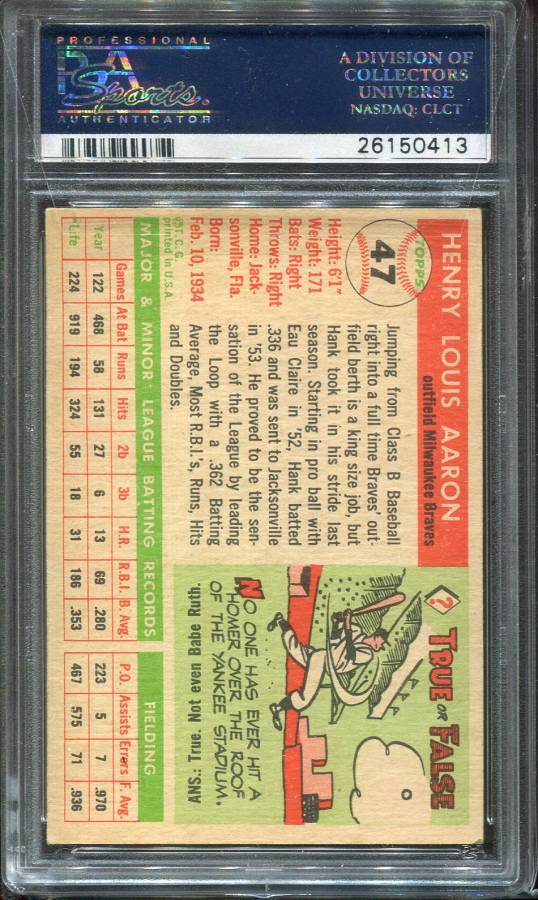 PROFESSIONAL
PSA
Sports.
AUTHENTICATOR
A DIVISION OF
COLLECTORS
UNIVERSE
NASDAQ: CLCT
26150413
TOPPS
47
HENRY LOUIS AARON
outfield Milwaukee Braves
Height: 6'1"
Weight: 171
Bats: Right
Throws: Right
Home: Jack-
sonville, Fla.
Born:
Feb. 10, 1934
©T. C. G.
printed in U.S.A.
Jumping from Class B Baseball
right into a full time Braves' out-
field berth is a king size job, but
Hank took it in his stride last
season. Starting in pro ball with
Eau Claire in '52, Hank batted
.336 and was sent to Jacksonville
in '53. He proved to be the sen-
sation of the League by leading
the Loop with a .362 Batting
Average, Most R.B.I.'s, Runs, Hits
and Doubles.
?
TRUE OR FALSE
NO ONE HAS EVER HIT A
HOMER OVER THE ROOF
OF THE YANKEE STADIUM.
ANS:: True. Not even Babe Ruth.
MAJOR & MINOR LEAGUE BATTING RECORDS
FIELDING
Games At Bat Runs Hits 2b 3b H.R. R.B.I. B. Avg. P.O. Assists Errors F. Avg.
Year 122 468 58 131 27 6 13 69 .280 223 5 7 .970
Life 224 919 194 324 55 18 31 186 .353 467 575 71 .936